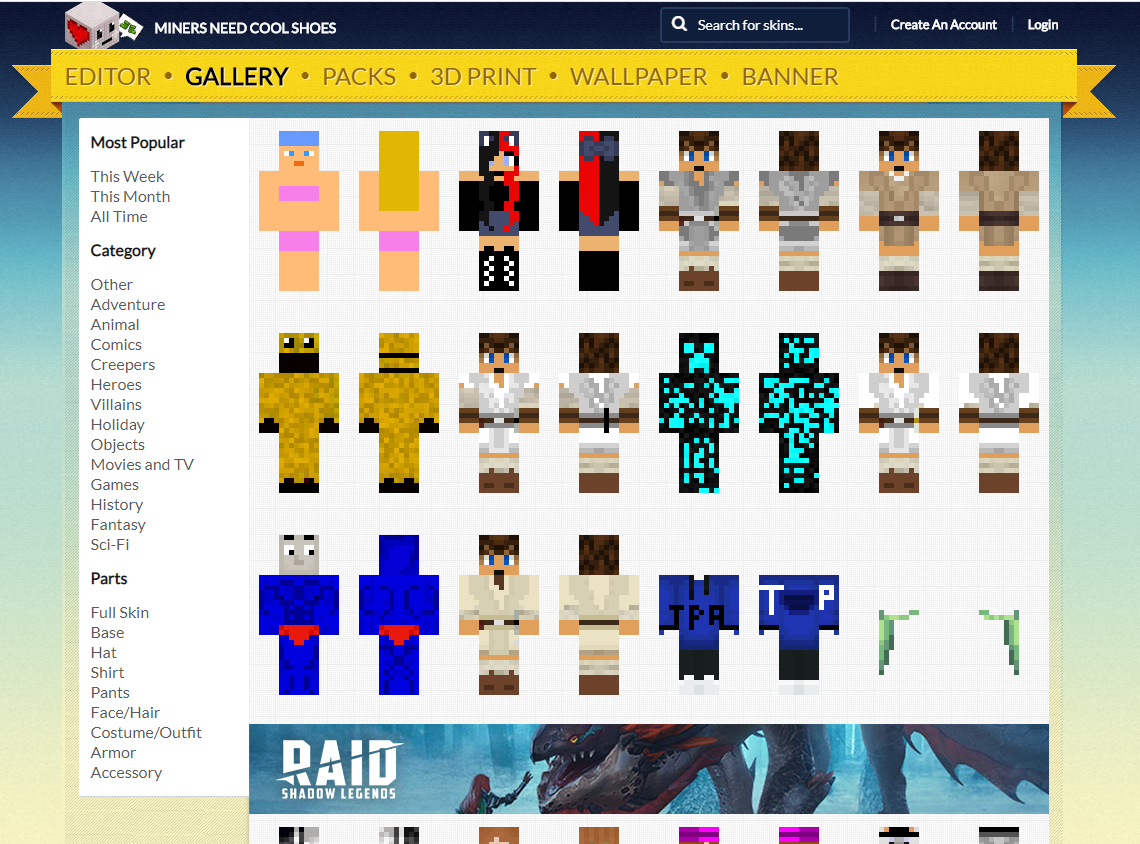 MINERS NEED COOL SHOES
Search for skins...
Create An Account
Login
EDITOR • GALLERY • PACKS • 3D PRINT • WALLPAPER • BANNER
Most Popular
This Week
This Month
All Time
Category
Other
Adventure
Animal
Comics
Creepers
Heroes
Villains
Holiday
Objects
Movies and TV
Games
History
Fantasy
Sci-Fi
Parts
Full Skin
Base
Hat
Shirt
Pants
Face/Hair
Costume/Outfit
Armor
Accessory
TPA
T P
RAID
SHADOW LEGENDS